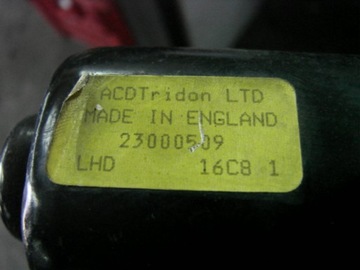 ACDTridon LTD
MADE IN ENGLAND
23000509
LHD 16C8 1